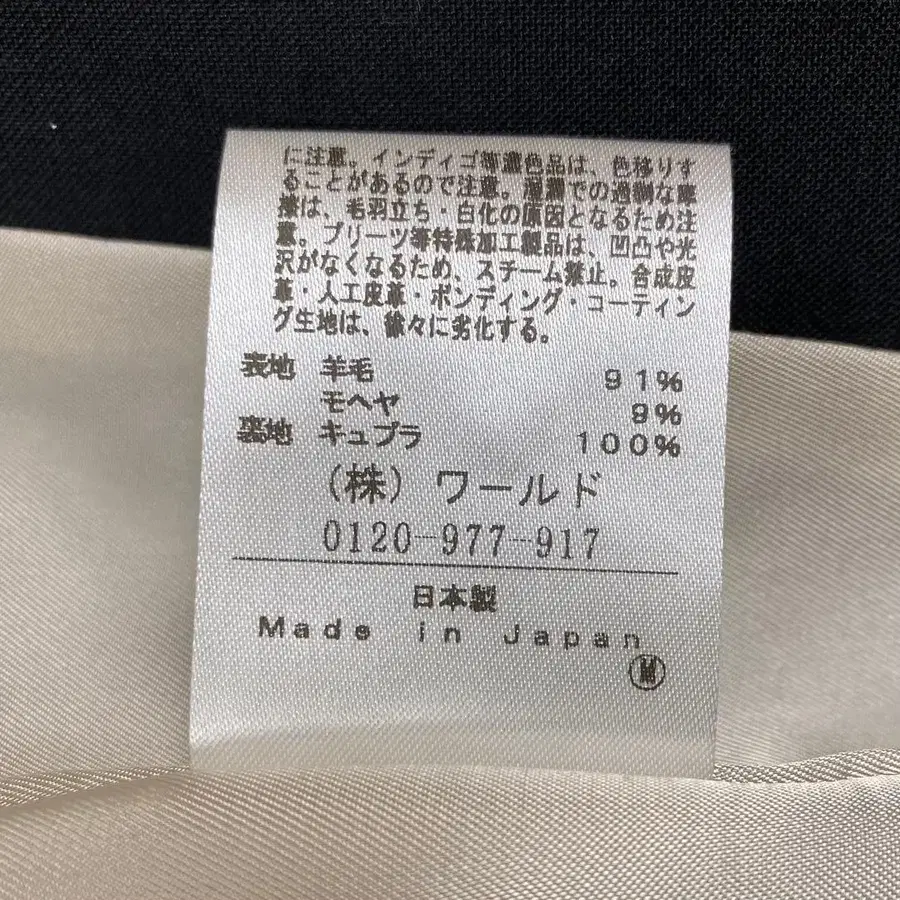 に注意。インディゴ等濃色品は、色移りす
ることがあるので注意。湿潤での過剰な摩
擦は、毛羽立ち・白化の原因となるため注
意。プリーツ等特殊加工製品は、凹凸や光
沢がなくなるため、スチーム禁止。合成皮
革・人工皮革・ボンディング・コーティン
グ生地は、徐々に劣化する。
表地 羊毛 91%
モヘヤ 9%
裏地 キュプラ 100%
(株) ワールド
0120-977-917
日本製
Made in Japan
M